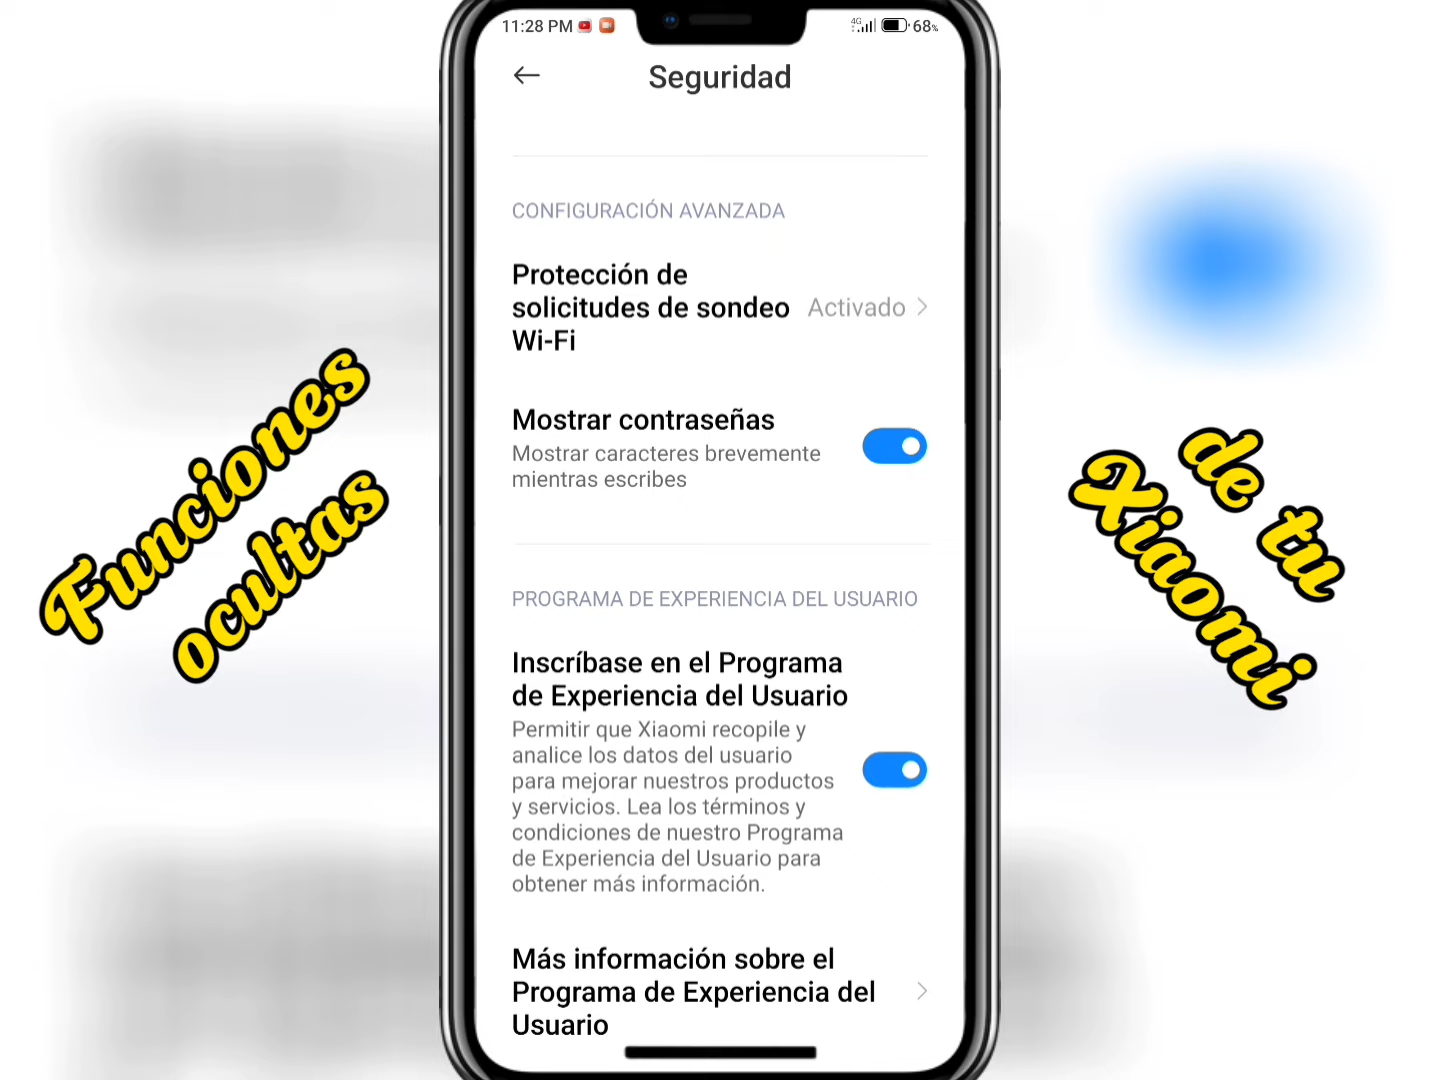 11:28 PM
4G 68%
Seguridad
CONFIGURACIÓN AVANZADA
Protección de
solicitudes de sondeo
Wi-Fi
Activado
Mostrar contraseñas
Mostrar caracteres brevemente
mientras escribes
PROGRAMA DE EXPERIENCIA DEL USUARIO
Inscríbase en el Programa
de Experiencia del Usuario
Permitir que Xiaomi recopile y
analice los datos del usuario
para mejorar nuestros productos
y servicios. Lea los términos y
condiciones de nuestro Programa
de Experiencia del Usuario para
obtener más información.
Más información sobre el
Programa de Experiencia del
Usuario
Funciones
ocultas
de tu
Xiaomi